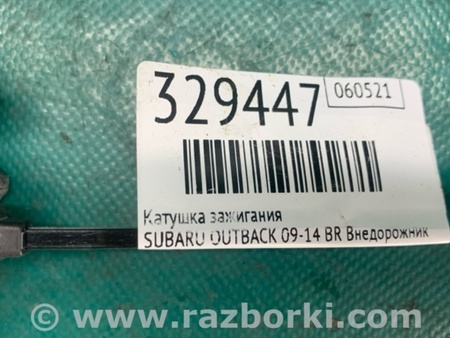 329447
060521
Катушка зажигания
SUBARU OUTBACK 09-14 BR Внедорожник
www.razborki.com